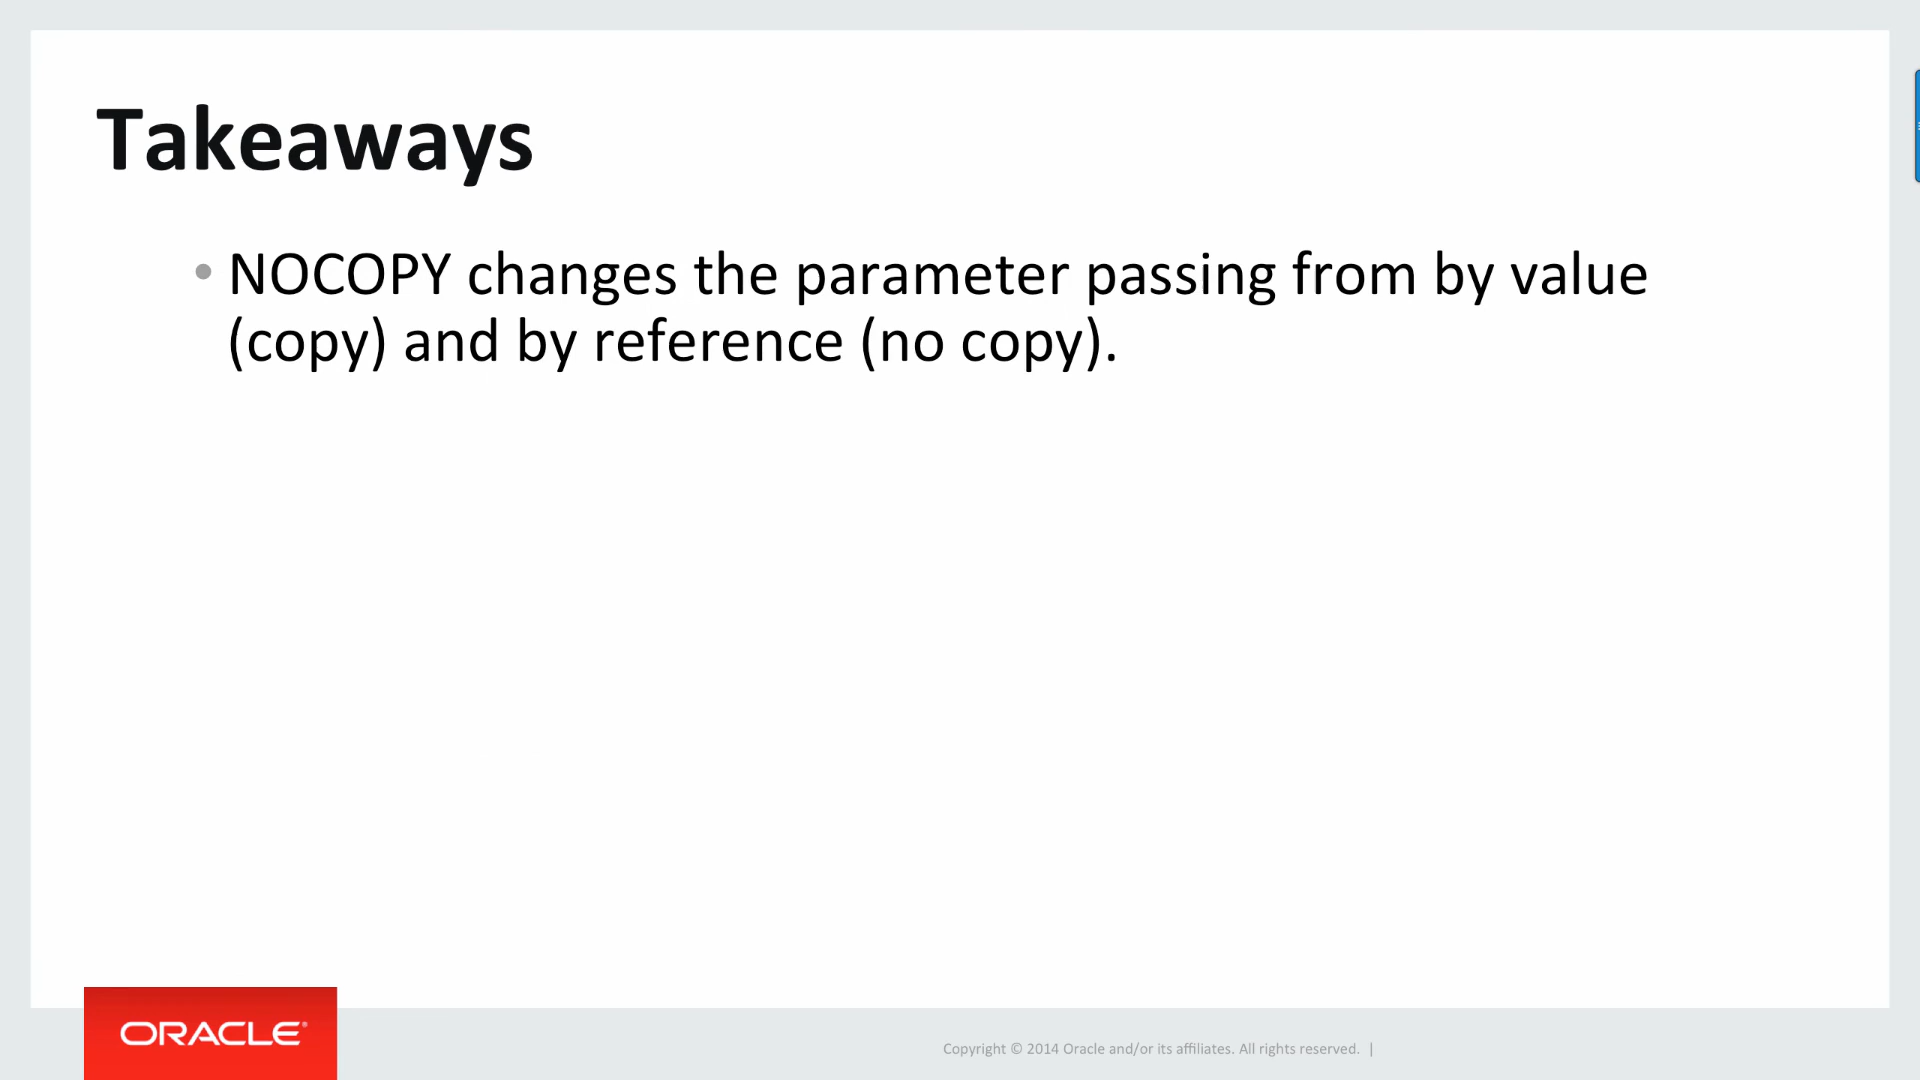 Takeaways
• NOCOPY changes the parameter passing from by value
(copy) and by reference (no copy).
ORACLE®
Copyright © 2014 Oracle and/or its affiliates. All rights reserved. |